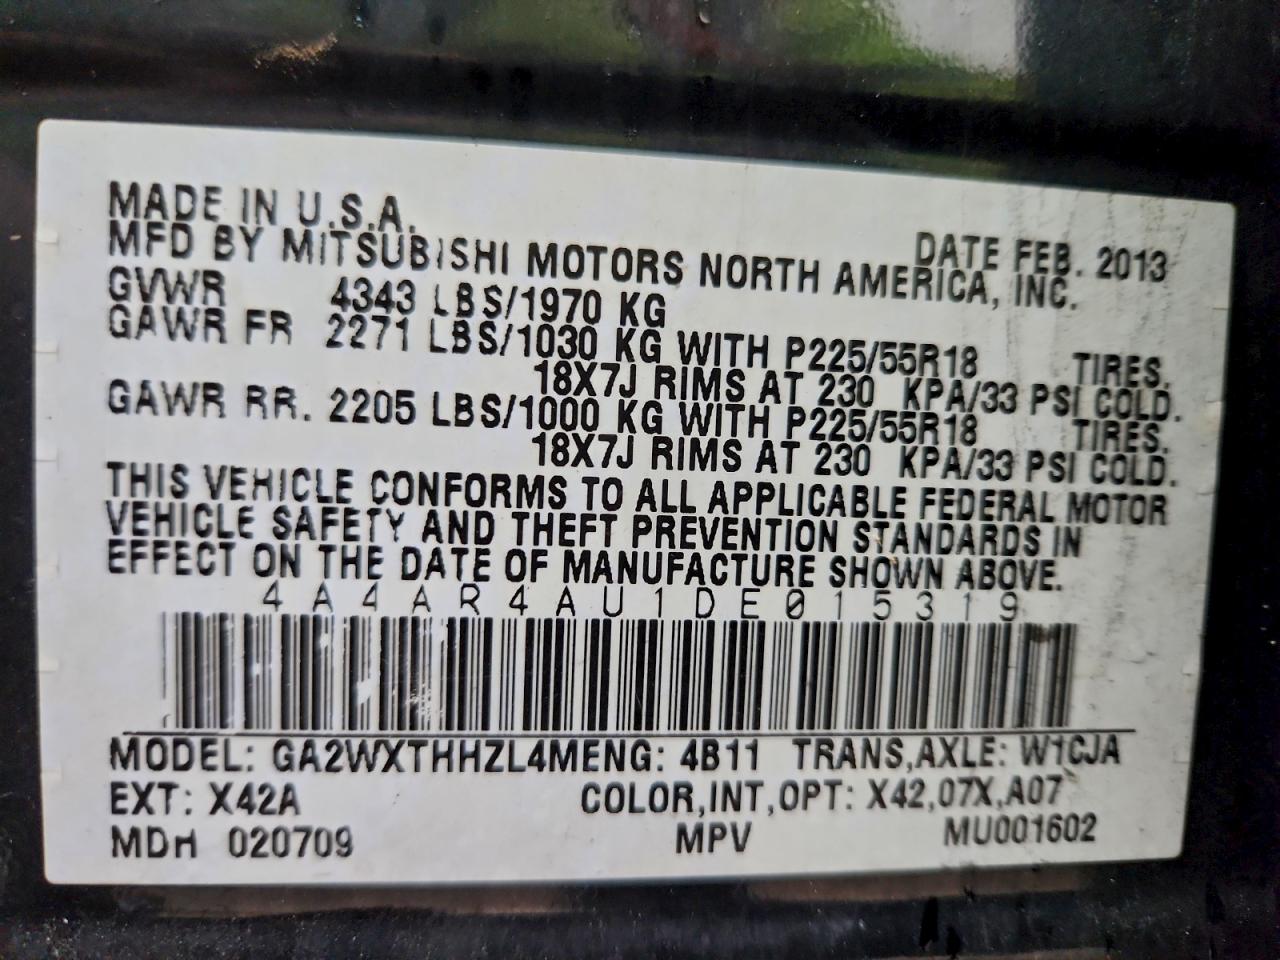 MADE IN U.S.A. DATE FEB. 2013
MFD BY MITSUBISHI MOTORS NORTH AMERICA, INC.
GVWR 4343 LBS/1970 KG
GAWR FR 2271 LBS/1030 KG WITH P225/55R18 TIRES.
18X7J RIMS AT 230 KPA/33 PSI COLD.
GAWR RR. 2205 LBS/1000 KG WITH P225/55R18 TIRES.
18X7J RIMS AT 230 KPA/33 PSI COLD.
THIS VEHICLE CONFORMS TO ALL APPLICABLE FEDERAL MOTOR
VEHICLE SAFETY AND THEFT PREVENTION STANDARDS IN
EFFECT ON THE DATE OF MANUFACTURE SHOWN ABOVE.
4A4AR4AU1DE015319
MODEL: GA2WXTHHZL4MENG: 4B11 TRANS,AXLE: W1CJA
EXT: X42A COLOR,INT,OPT: X42,07X,A07
MDH 020709 MPV MU001602